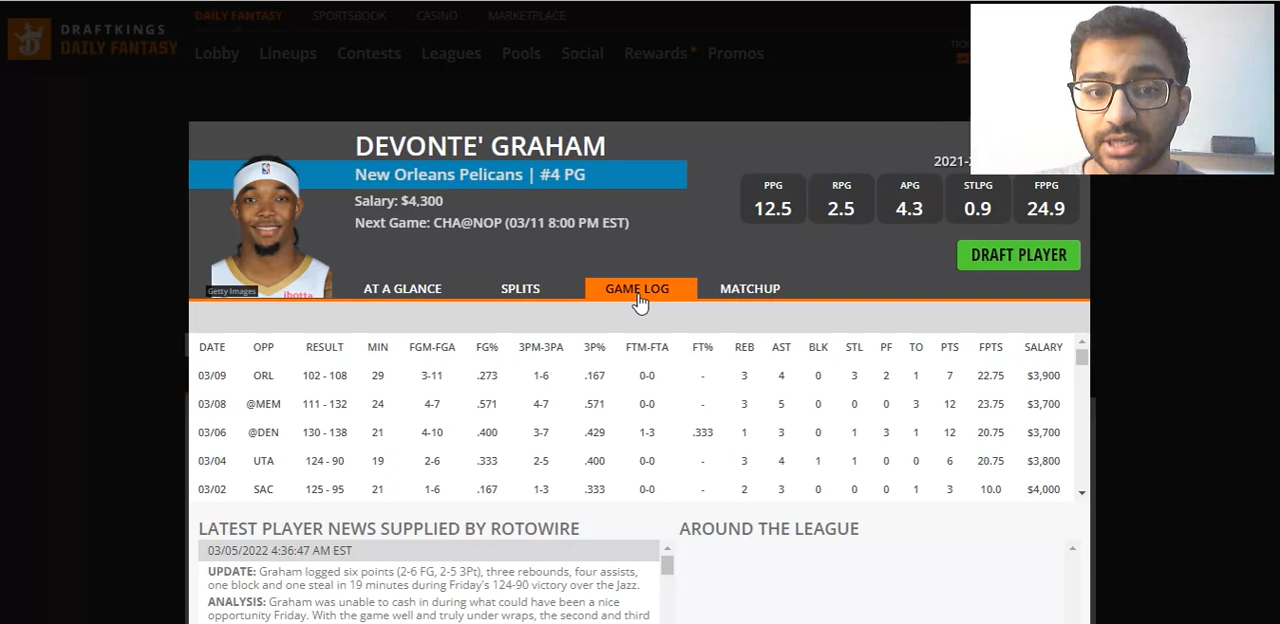 DRAFTKINGS
DAILY FANTASY
DAILY FANTASY SPORTSBOOK CASINO MARKETPLACE
Lobby Lineups Contests Leagues Pools Social Rewards Promos
DEVONTE' GRAHAM
New Orleans Pelicans | #4 PG
Salary: $4,300
Next Game: CHA@NOP (03/11 8:00 PM EST)
PPG RPG APG STLPG FPPG
12.5 2.5 4.3 0.9 24.9
DRAFT PLAYER
Getty Images
ibotta
AT A GLANCE SPLITS GAME LOG MATCHUP
DATE OPP RESULT MIN FGM-FGA FG% 3PM-3PA 3P% FTM-FTA FT% REB AST BLK STL PF TO PTS FPTS SALARY
03/09 ORL 102 - 108 29 3-11 .273 1-6 .167 0-0 - 3 4 0 3 2 1 7 22.75 $3,900
03/08 @MEM 111 - 132 24 4-7 .571 4-7 .571 0-0 - 3 5 0 0 0 3 12 23.75 $3,700
03/06 @DEN 130 - 138 21 4-10 .400 3-7 .429 1-3 .333 1 3 0 1 3 1 12 20.75 $3,700
03/04 UTA 124 - 90 19 2-6 .333 2-5 .400 0-0 - 3 4 1 1 0 0 6 20.75 $3,800
03/02 SAC 125 - 95 21 1-6 .167 1-3 .333 0-0 - 2 3 0 0 0 1 3 10.0 $4,000
LATEST PLAYER NEWS SUPPLIED BY ROTOWIRE
AROUND THE LEAGUE
03/05/2022 4:36:47 AM EST
UPDATE: Graham logged six points (2-6 FG, 2-5 3Pt), three rebounds, four assists,
one block and one steal in 19 minutes during Friday's 124-90 victory over the Jazz.
ANALYSIS: Graham was unable to cash in during what could have been a nice
opportunity Friday. With the game well and truly under wraps, the second and third